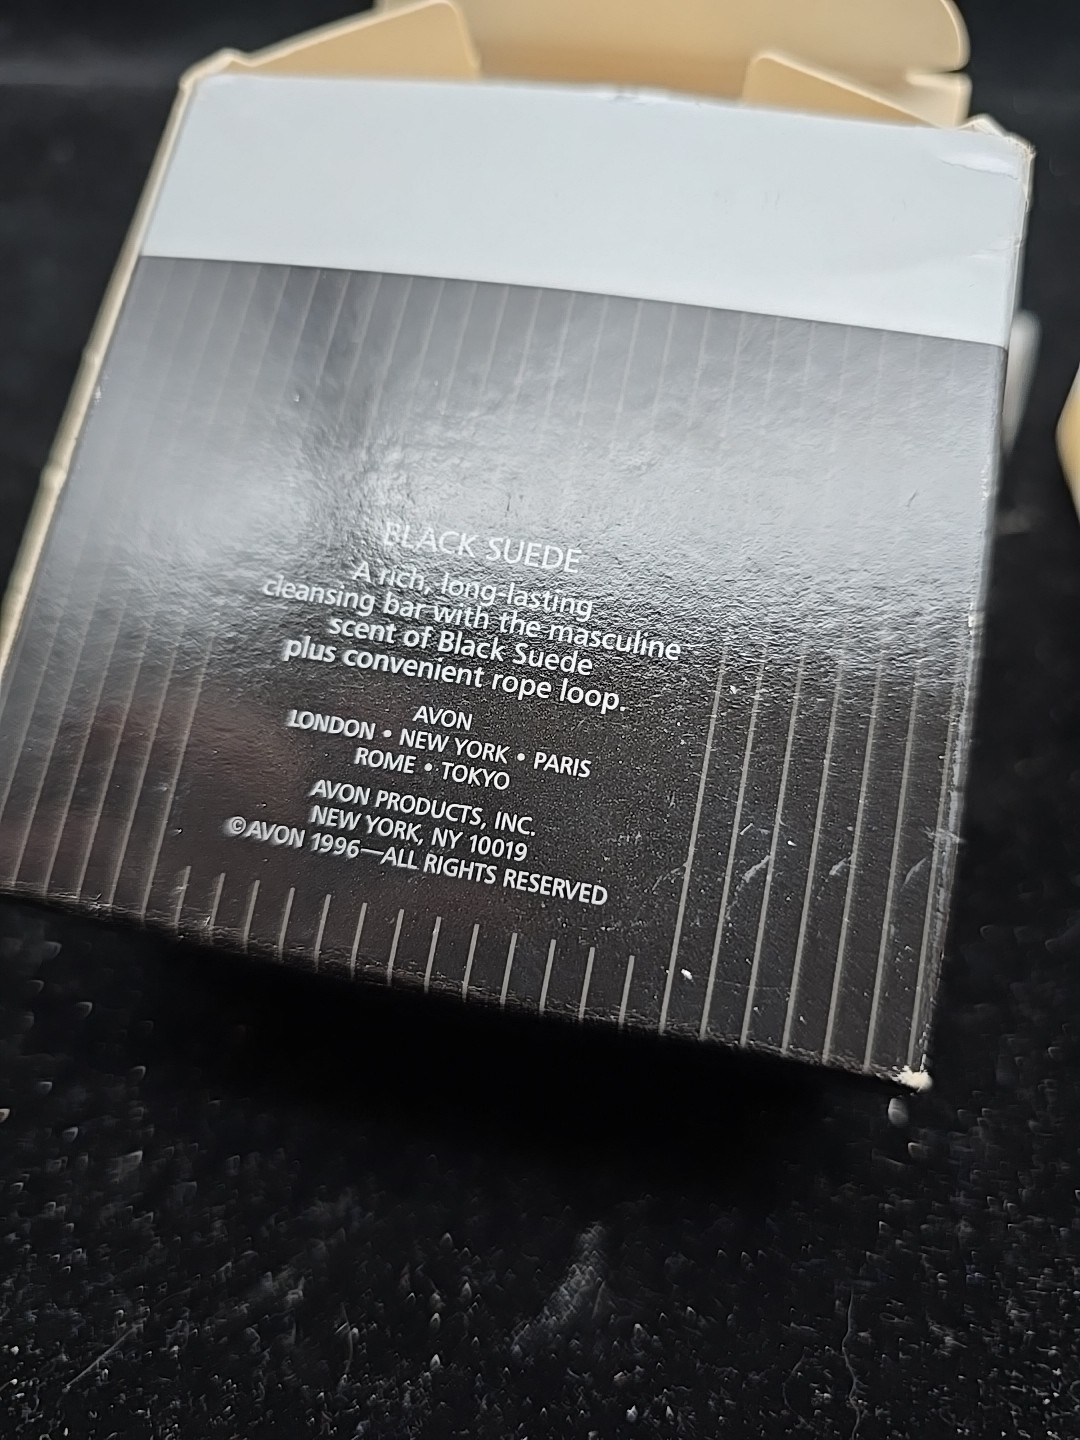 BLACK SUEDE
A rich, long-lasting
cleansing bar with the masculine
scent of Black Suede
plus convenient rope loop.
AVON
LONDON • NEW YORK • PARIS
ROME • TOKYO
AVON PRODUCTS, INC.
NEW YORK, NY 10019
©AVON 1996—ALL RIGHTS RESERVED